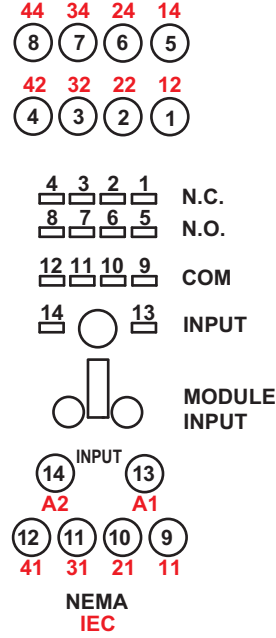 44 34 24 14
8 7 6 5
42 32 22 12
4 3 2 1
4 3 2 1 N.C.
8 7 6 5 N.O.
12 11 10 9 COM
14 13 INPUT
MODULE
INPUT
INPUT
14 13
A2 A1
12 11 10 9
41 31 21 11
NEMA
IEC